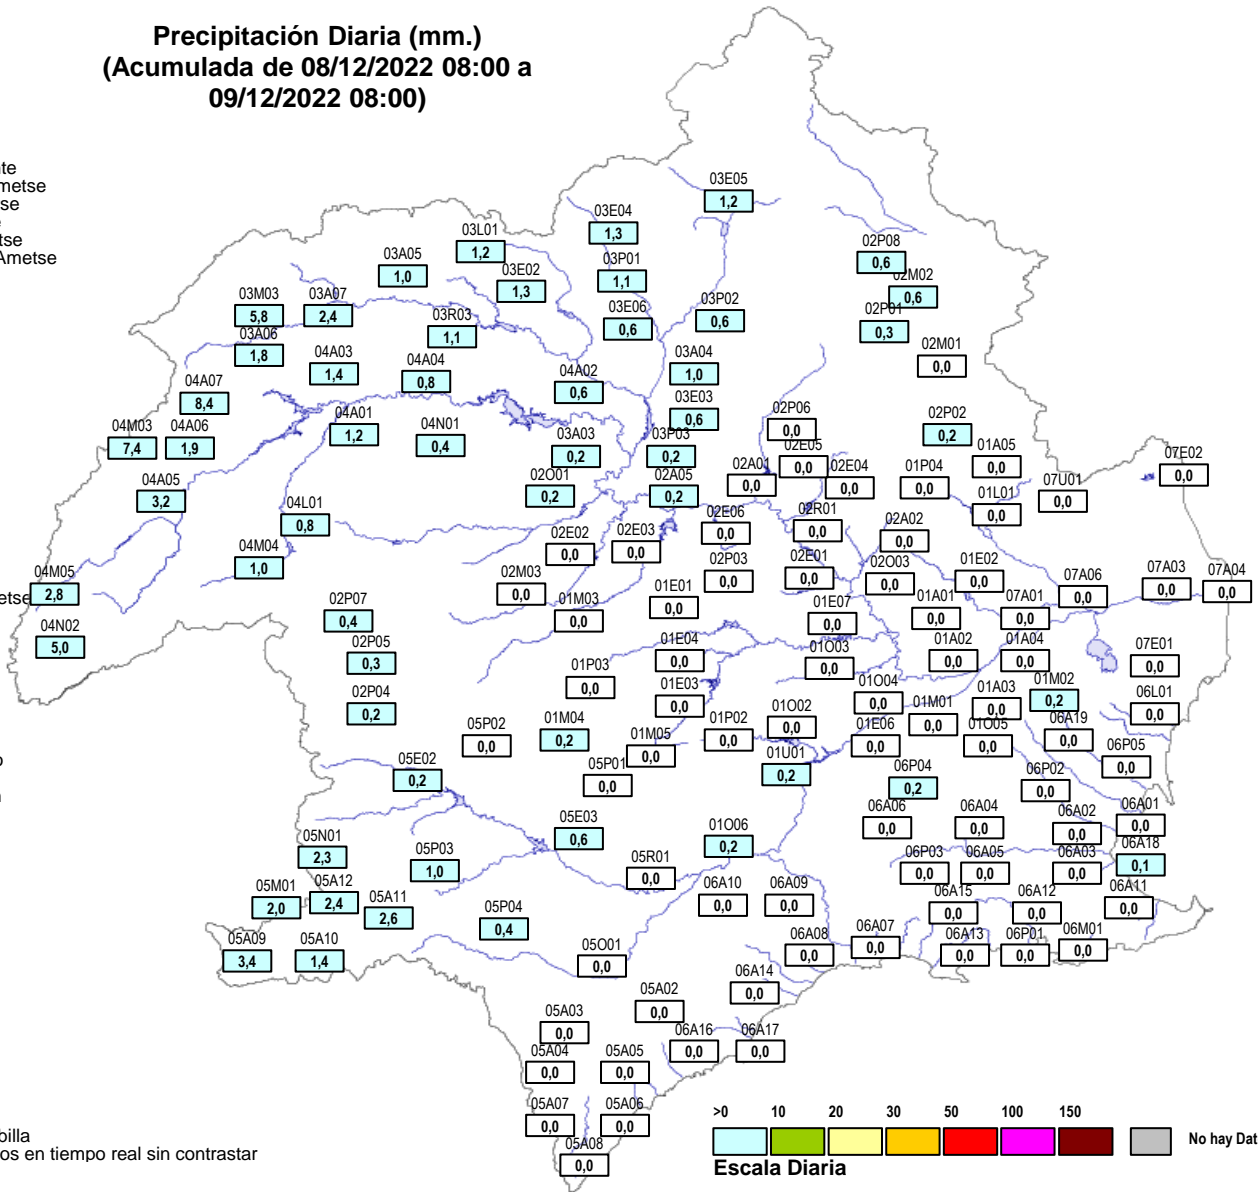 Precipitación Diaria (mm.)
(Acumulada de 08/12/2022 08:00 a
09/12/2022 08:00)
nte
metse
tse
e
tse
Ametse
etse
o
n
billa
os en tiempo real sin contrastar
03E05
1,2
03E04
1,3
03L01
1,2
02P08
0,6
03A05
1,0
03P01
1,1
03E02
1,3
02M02
0,6
03M03
5,8
03A07
2,4
03P02
0,6
03E06
0,6
02P01
0,3
03R03
1,1
03A06
1,8
02M01
0,0
04A03
1,4
04A04
0,8
03A04
1,0
04A02
0,6
04A07
8,4
03E03
0,6
02P06
0,0
04M03
7,4
04A06
1,9
04A01
1,2
04N01
0,4
03A03
0,2
03P03
0,2
02P02
0,2
02E05
0,0
01A05
0,0
07E02
0,0
02A01
0,0
02E04
0,0
01P04
0,0
04A05
3,2
02O01
0,2
02A05
0,2
07U01
0,0
01L01
0,0
04L01
0,8
02E06
0,0
02R01
0,0
02A02
0,0
02E02
0,0
02E03
0,0
04M04
1,0
02P03
0,0
02E01
0,0
02O03
0,0
01E02
0,0
04M05
2,8
02M03
0,0
07A06
0,0
07A03
0,0
07A04
0,0
01M03
0,0
01E01
0,0
02P07
0,4
01E07
0,0
01A01
0,0
07A01
0,0
04N02
5,0
02P05
0,3
01E04
0,0
01O03
0,0
01A02
0,0
01A04
0,0
07E01
0,0
01P03
0,0
01E03
0,0
01O04
0,0
01A03
0,0
01M02
0,2
06L01
0,0
02P04
0,2
01O02
0,0
01M01
0,0
05P02
0,0
01M04
0,2
01M05
0,0
01P02
0,0
01E06
0,0
01O05
0,0
06A19
0,0
06P05
0,0
05E02
0,2
05P01
0,0
01U01
0,2
06P04
0,2
06P02
0,0
05E03
0,6
01O06
0,2
06A06
0,0
06A04
0,0
06A02
0,0
06A01
0,0
05N01
2,3
05P03
1,0
05R01
0,0
06P03
0,0
06A05
0,0
06A03
0,0
06A18
0,1
05M01
2,0
05A12
2,4
05A11
2,6
06A10
0,0
06A09
0,0
06A15
0,0
06A12
0,0
06A11
0,0
05P04
0,4
05A09
3,4
05A10
1,4
05O01
0,0
06A08
0,0
06A07
0,0
06A13
0,0
06P01
0,0
06M01
0,0
06A14
0,0
05A02
0,0
05A03
0,0
06A16
0,0
06A17
0,0
05A04
0,0
05A05
0,0
05A07
0,0
05A06
0,0
05A08
0,0
>0 10 20 30 50 100 150
No hay Dat
Escala Diaria